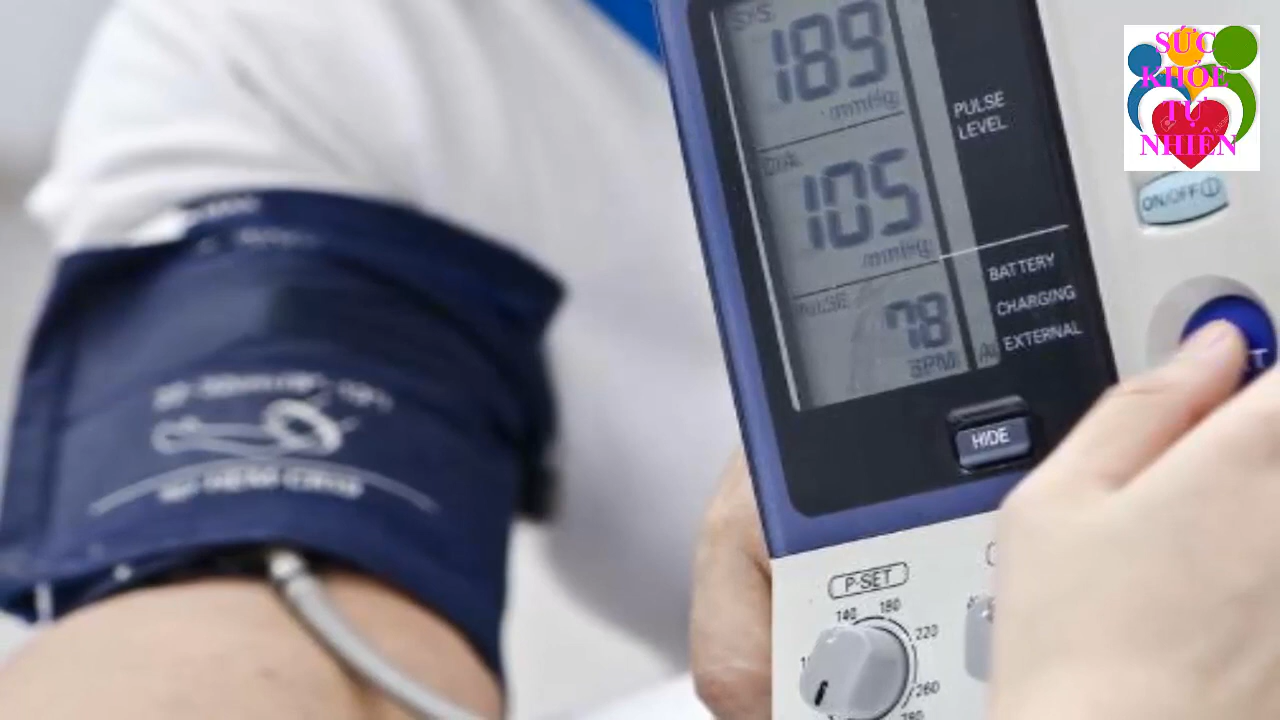 SỨC
KHỎE
TỰ
NHIÊN
SYS.
189
mmHg
PULSE
LEVEL
DIA.
105
mmHg
ON/OFF
BATTERY
CHARGING
EXTERNAL
PULSE
78
BPM
HIDE
P-SET
140
180
220
260
280